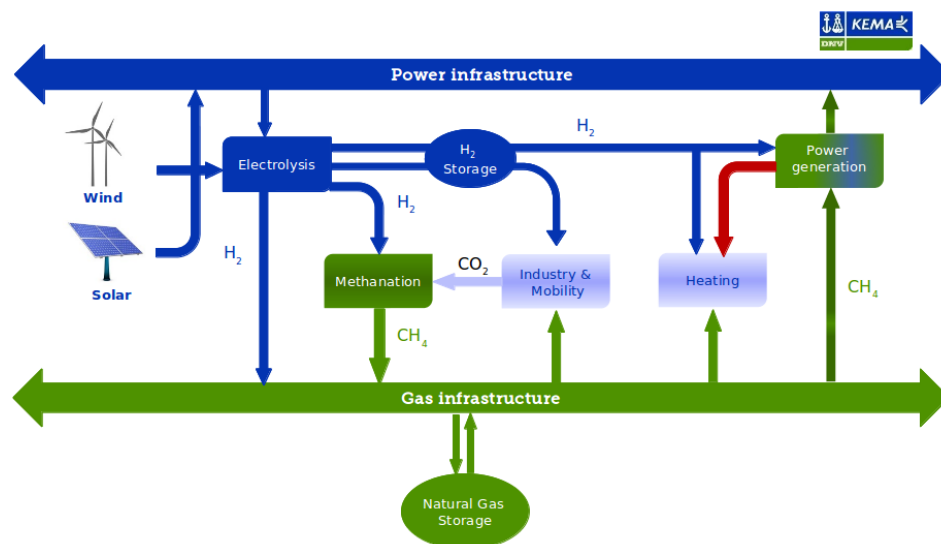 KEMA
DNV
Power infrastructure
H2
Electrolysis
H2
Storage
Power
generation
Wind
H2
H2
CO2
Methanation
Industry &
Mobility
Heating
Solar
CH4
CH4
Gas infrastructure
Natural Gas
Storage